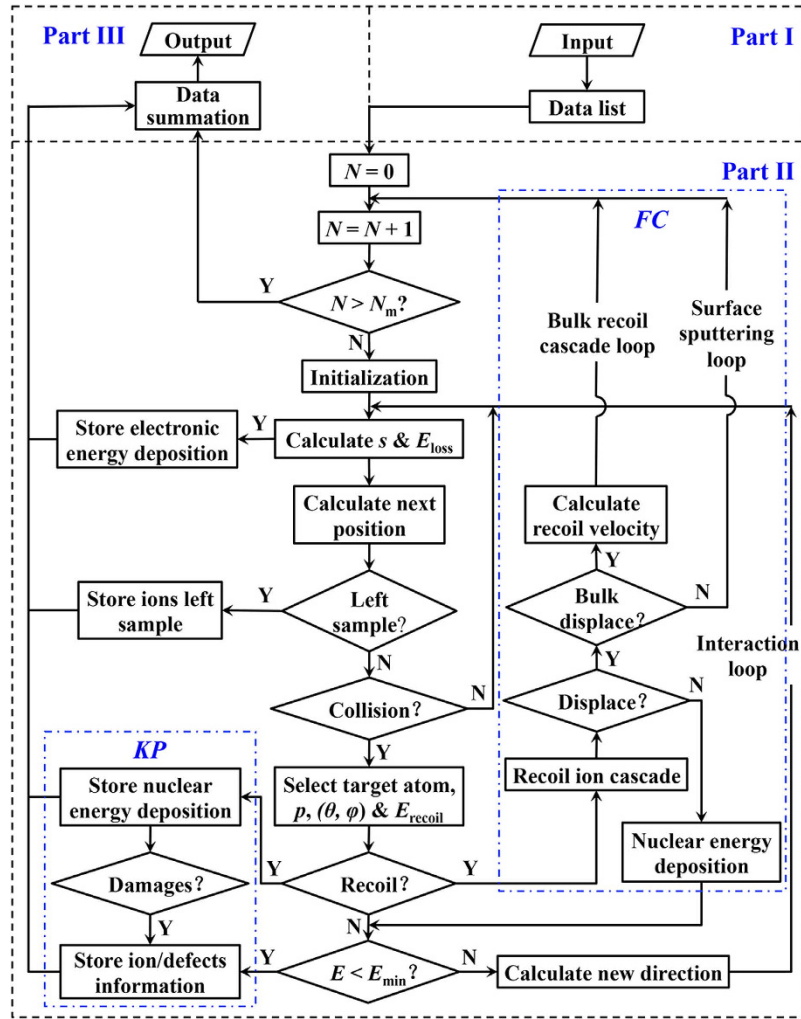 Part III
Output
Input
Part I
Data
summation
Data list
N = 0
Part II
N = N + 1
FC
Y
N > Nm?
N
Bulk recoil
cascade loop
Surface
sputtering
loop
Initialization
Store electronic
energy deposition
Y
Calculate s & Eloss
Calculate next
position
Calculate
recoil velocity
Y
Store ions left
sample
Y
Left
sample?
N
Bulk
displace?
N
Y
Interaction
loop
Collision?
N
Y
Displace?
N
KP
Store nuclear
energy deposition
Select target atom,
p, (θ, φ) & Erecoil
Recoil ion cascade
Damages?
Y
Y
Recoil?
Y
N
Nuclear energy
deposition
Store ion/defects
information
Y
E < Emin?
N
Calculate new direction